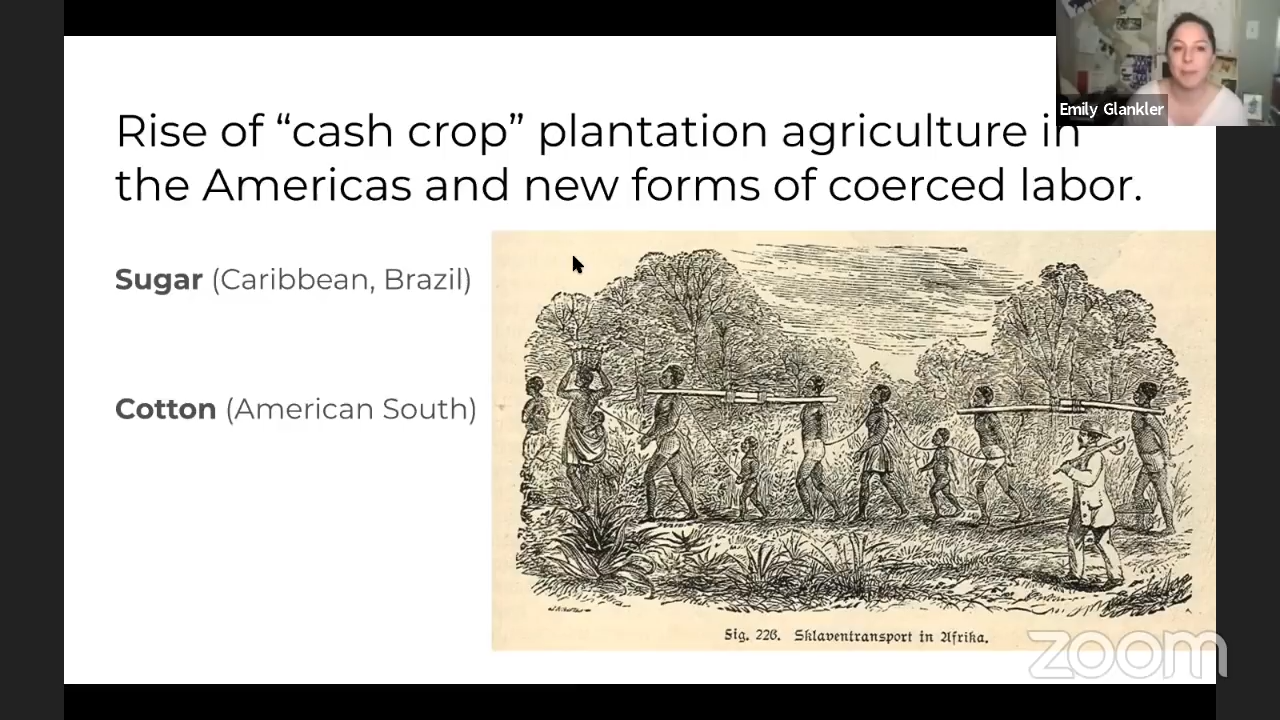 Emily Glankler
Rise of “cash crop” plantation agriculture in
the Americas and new forms of coerced labor.
Sugar (Caribbean, Brazil)
Cotton (American South)
Fig. 226. Sklaventransport in Afrika.
zoom